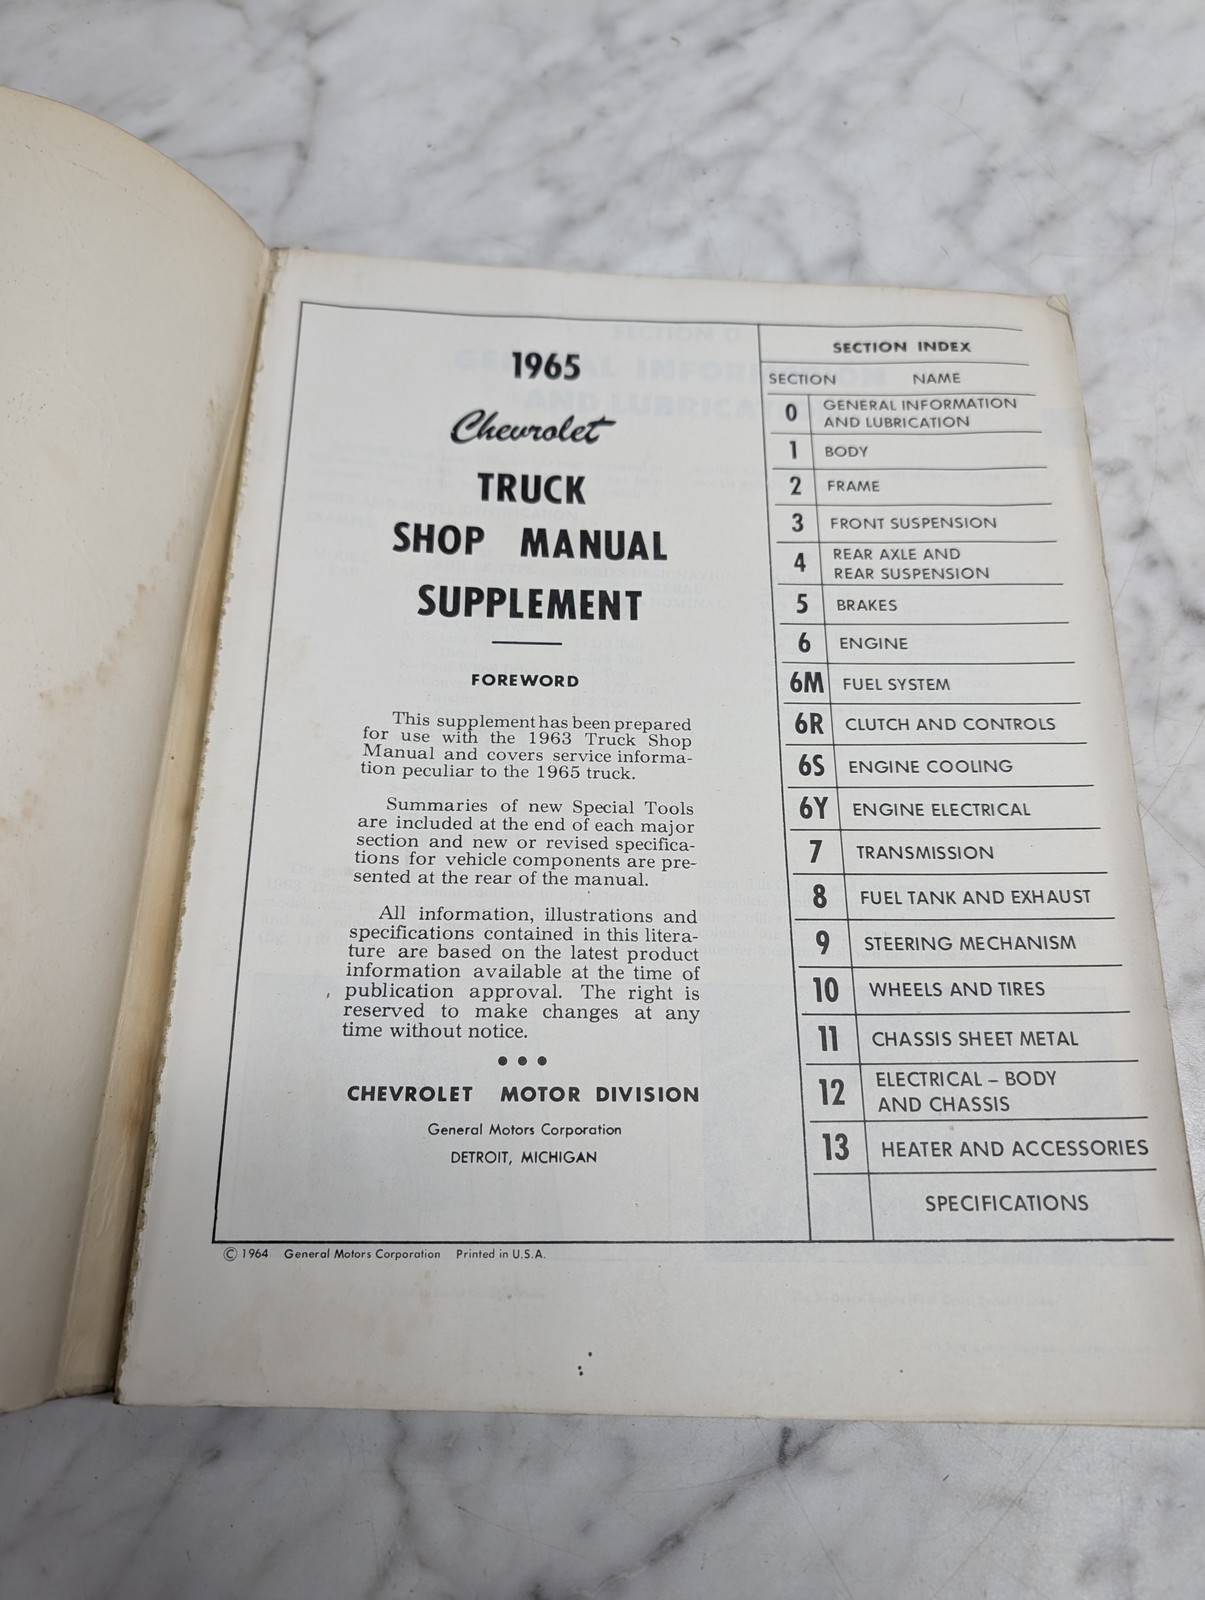 1965
Chevrolet
TRUCK
SHOP MANUAL
SUPPLEMENT
FOREWORD
This supplement has been prepared
for use with the 1963 Truck Shop
Manual and covers service informa-
tion peculiar to the 1965 truck.
Summaries of new Special Tools
are included at the end of each major
section and new or revised specifica-
tions for vehicle components are pre-
sented at the rear of the manual.
All information, illustrations and
specifications contained in this litera-
ture are based on the latest product
information available at the time of
publication approval. The right is
reserved to make changes at any
time without notice.
● ● ●
CHEVROLET MOTOR DIVISION
General Motors Corporation
DETROIT, MICHIGAN
© 1964 General Motors Corporation Printed in U.S.A.
SECTION INDEX
SECTION NAME
0 GENERAL INFORMATION
AND LUBRICATION
1 BODY
2 FRAME
3 FRONT SUSPENSION
4 REAR AXLE AND
REAR SUSPENSION
5 BRAKES
6 ENGINE
6M FUEL SYSTEM
6R CLUTCH AND CONTROLS
6S ENGINE COOLING
6Y ENGINE ELECTRICAL
7 TRANSMISSION
8 FUEL TANK AND EXHAUST
9 STEERING MECHANISM
10 WHEELS AND TIRES
11 CHASSIS SHEET METAL
12 ELECTRICAL – BODY
AND CHASSIS
13 HEATER AND ACCESSORIES
SPECIFICATIONS